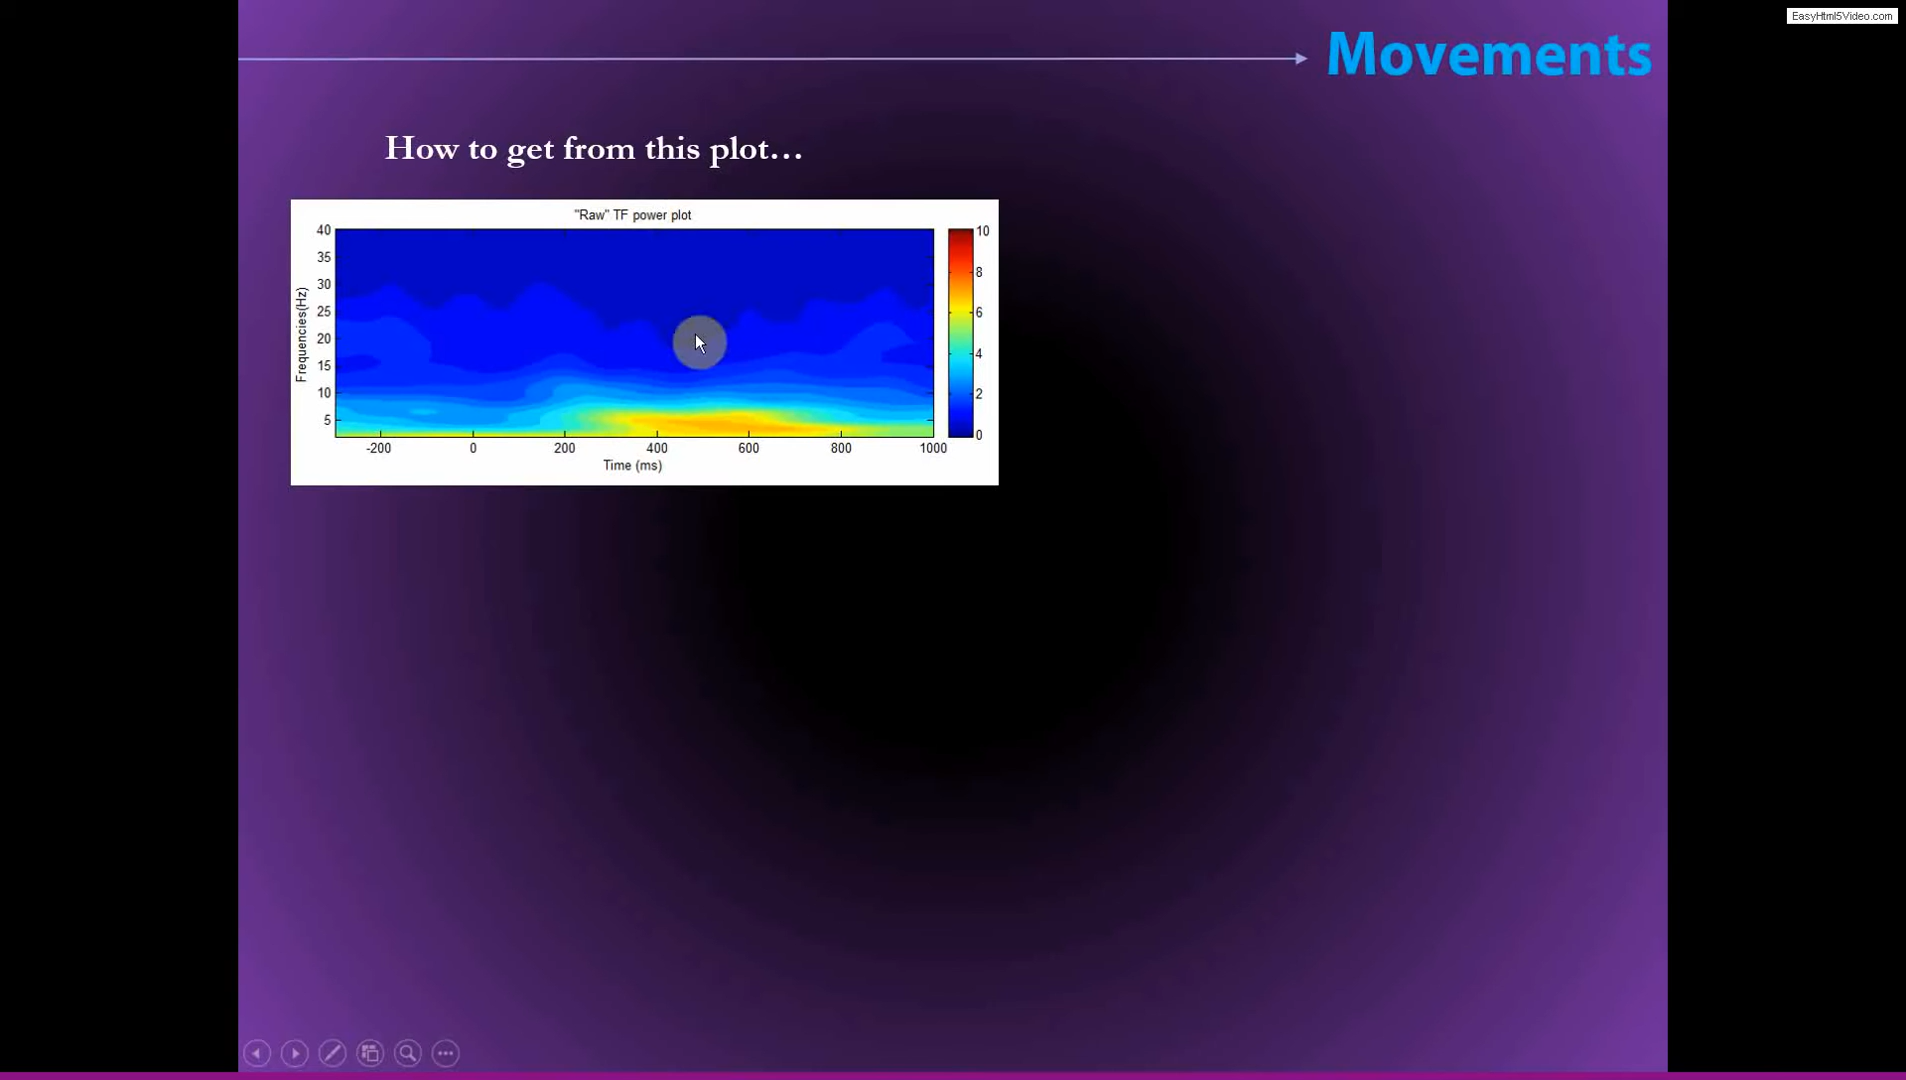 EasyHtml5Video.com
Movements
How to get from this plot…
"Raw" TF power plot
40
35
30
25
20
15
10
5
Frequencies(Hz)
-200 0 200 400 600 800 1000
Time (ms)
10
8
6
4
2
0